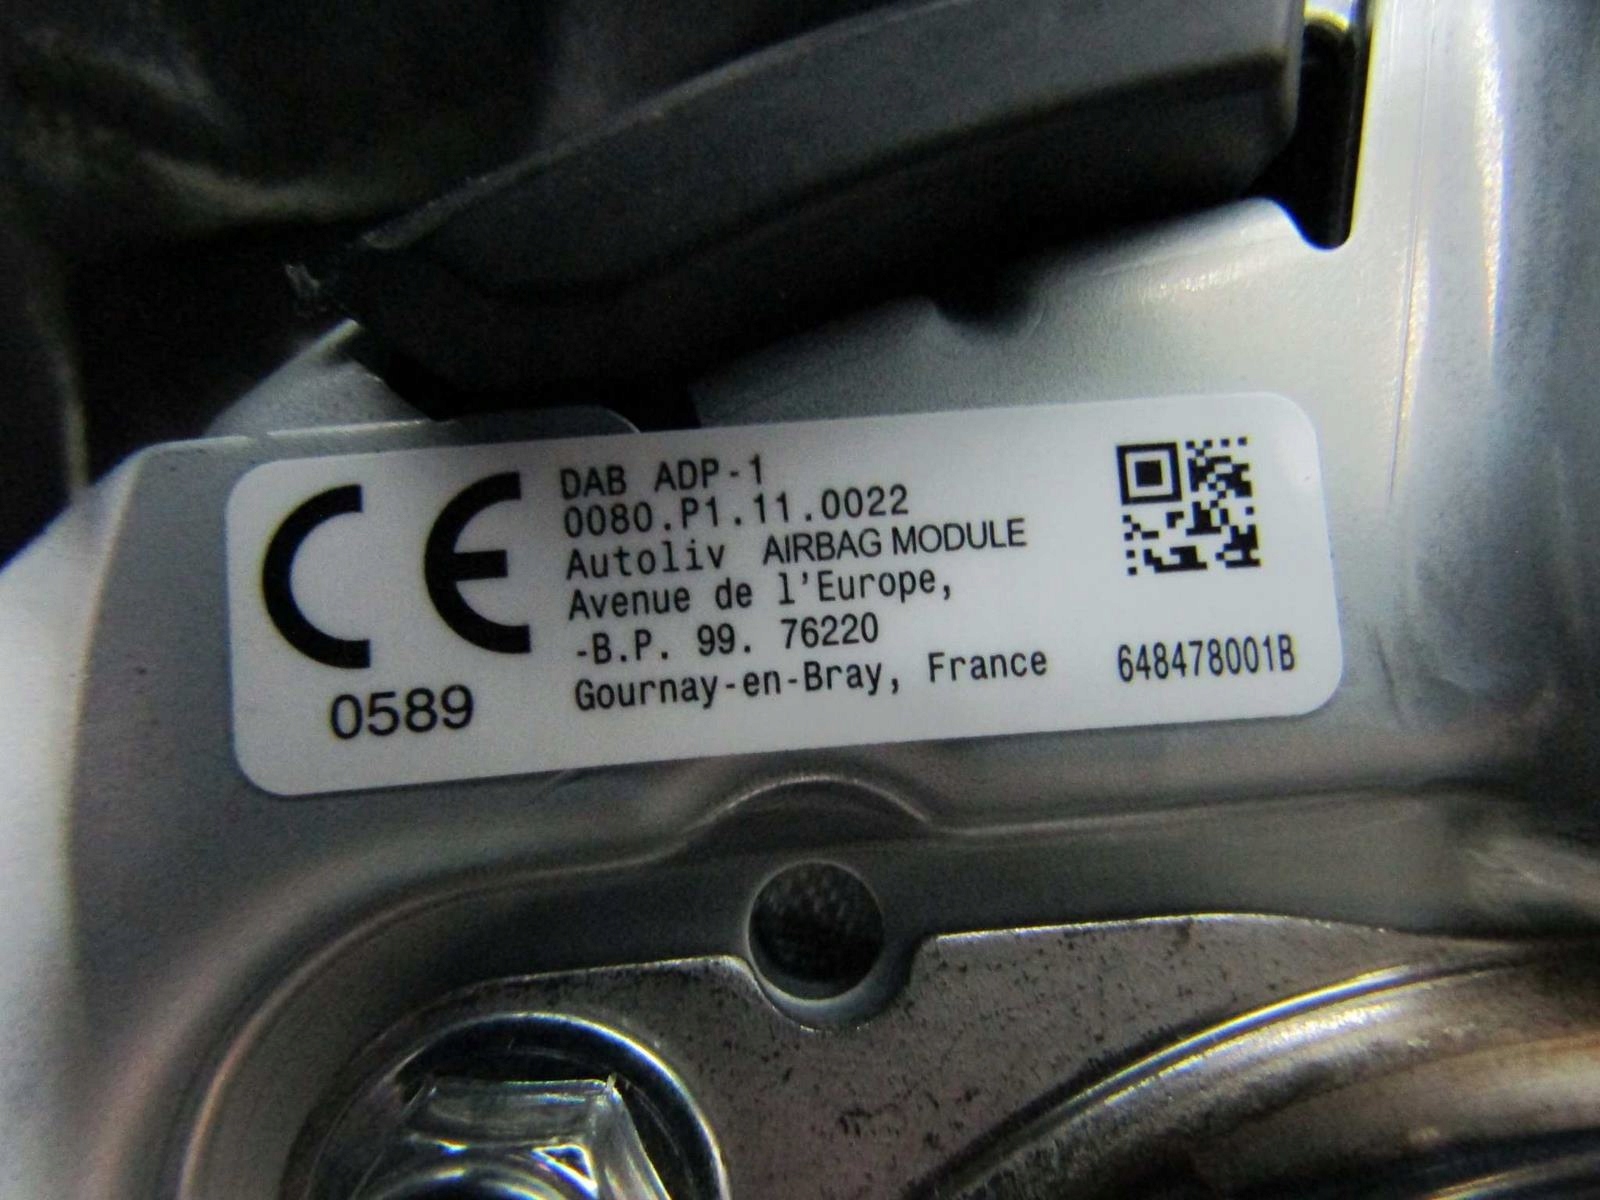 CE
0589
DAB ADP-1
0080.P1.11.0022
Autoliv AIRBAG MODULE
Avenue de l'Europe,
-B.P. 99. 76220
Gournay-en-Bray, France
648478001B